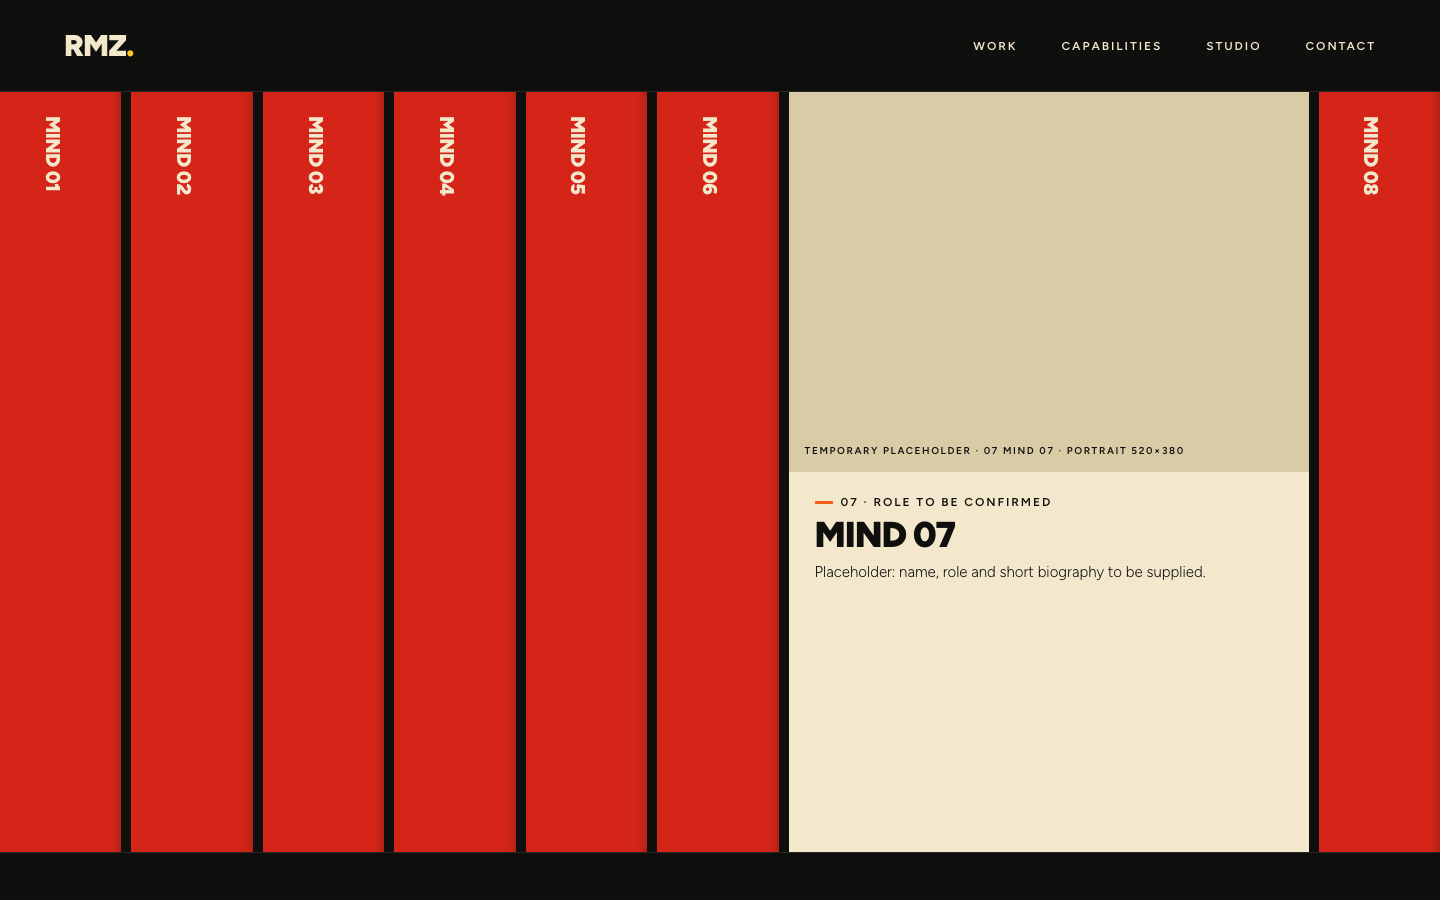 RMZ.
WORK
CAPABILITIES
STUDIO
CONTACT
MIND 01
MIND 02
MIND 03
MIND 04
MIND 05
MIND 06
TEMPORARY PLACEHOLDER · 07 MIND 07 · PORTRAIT 520×380
07 · ROLE TO BE CONFIRMED
MIND 07
Placeholder: name, role and short biography to be supplied.
MIND 08